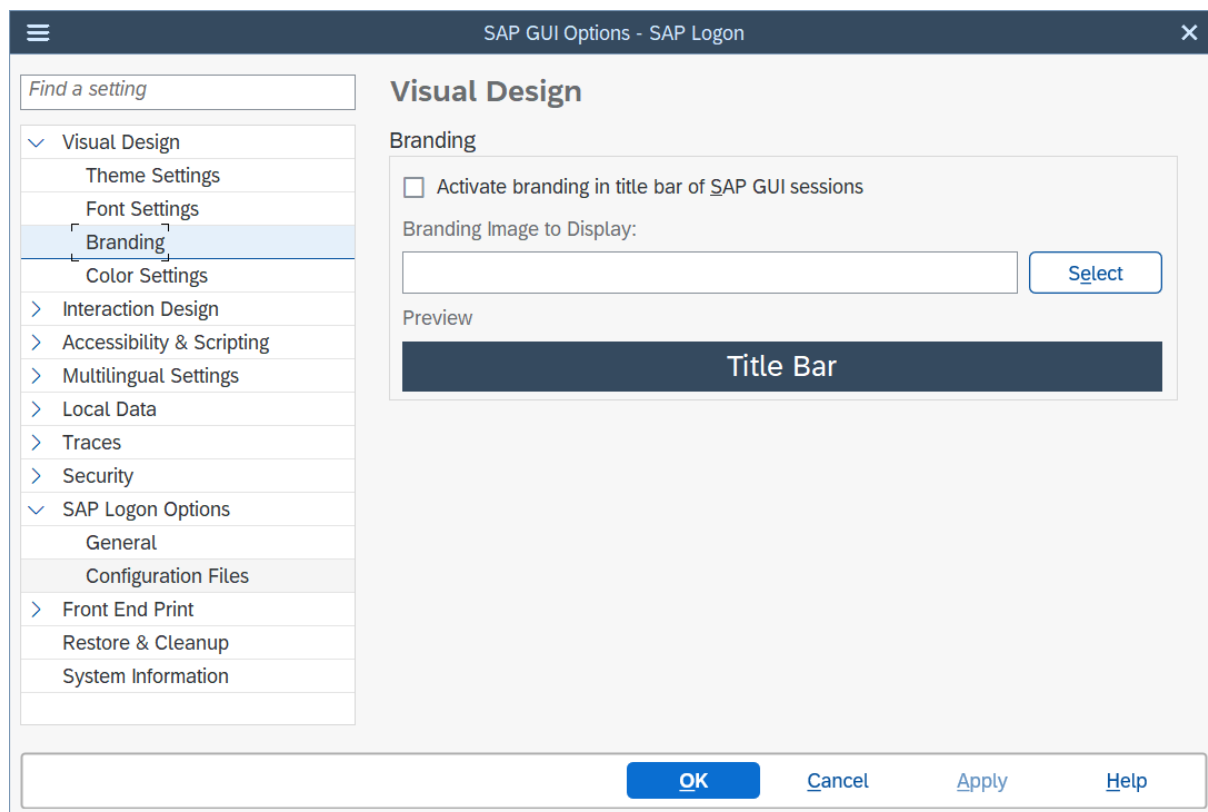 SAP GUI Options - SAP Logon
Find a setting
Visual Design
Theme Settings
Font Settings
Branding
Color Settings
Interaction Design
Accessibility & Scripting
Multilingual Settings
Local Data
Traces
Security
SAP Logon Options
General
Configuration Files
Front End Print
Restore & Cleanup
System Information
Visual Design
Branding
Activate branding in title bar of SAP GUI sessions
Branding Image to Display:
Select
Preview
Title Bar
OK Cancel Apply Help